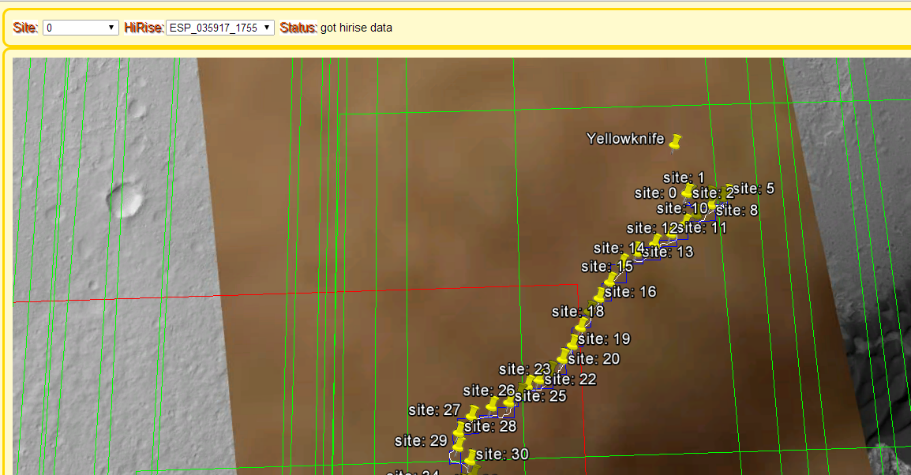 Site: 0 HiRise: ESP_035917_1755 Status: got hirise data
Yellowknife
site: 1
site: 0 site: 2 site: 5
site: 10 site: 8
site: 12 site: 11
site: 14 site: 13
site: 15
site: 16
site: 18
site: 19
site: 20
site: 23
site: 22
site: 26
site: 25
site: 27
site: 28
site: 29
site: 30